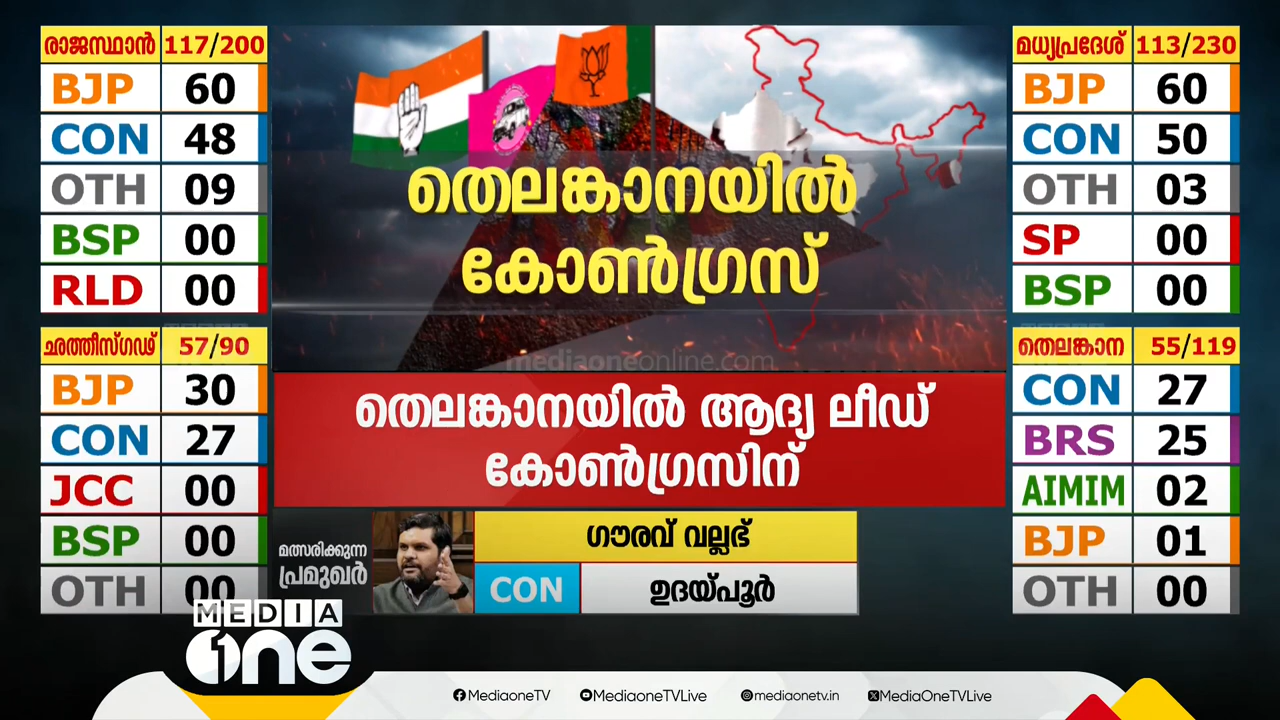 രാജസ്ഥാൻ 117/200
BJP 60
CON 48
OTH 09
BSP 00
RLD 00
ഛത്തീസ്ഗഢ് 57/90
BJP 30
CON 27
JCC 00
BSP 00
OTH 00
തെലങ്കാനയിൽ
കോൺഗ്രസ്
mediaoneonline.com
തെലങ്കാനയിൽ ആദ്യ ലീഡ്
കോൺഗ്രസിന്
മത്സരിക്കുന്ന
പ്രമുഖർ
ഗൗരവ് വല്ലഭ്
CON ഉദയ്പൂർ
മധ്യപ്രദേശ് 113/230
BJP 60
CON 50
OTH 03
SP 00
BSP 00
തെലങ്കാന 55/119
CON 27
BRS 25
AIMIM 02
BJP 01
OTH 00
MEDIA
one
MediaoneTV MediaoneTVLive mediaonetv.in MediaOneTVLive